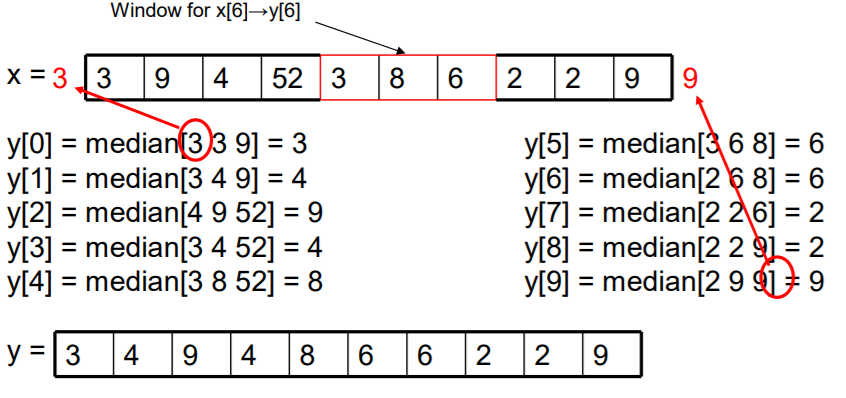 Window for x[6]→y[6]
x = 3 3 9 4 52 3 8 6 2 2 9 9
y[0] = median[3 3 9] = 3
y[1] = median[3 4 9] = 4
y[2] = median[4 9 52] = 9
y[3] = median[3 4 52] = 4
y[4] = median[3 8 52] = 8
y[5] = median[3 6 8] = 6
y[6] = median[2 6 8] = 6
y[7] = median[2 2 6] = 2
y[8] = median[2 2 9] = 2
y[9] = median[2 9 9] = 9
y = 3 4 9 4 8 6 6 2 2 9